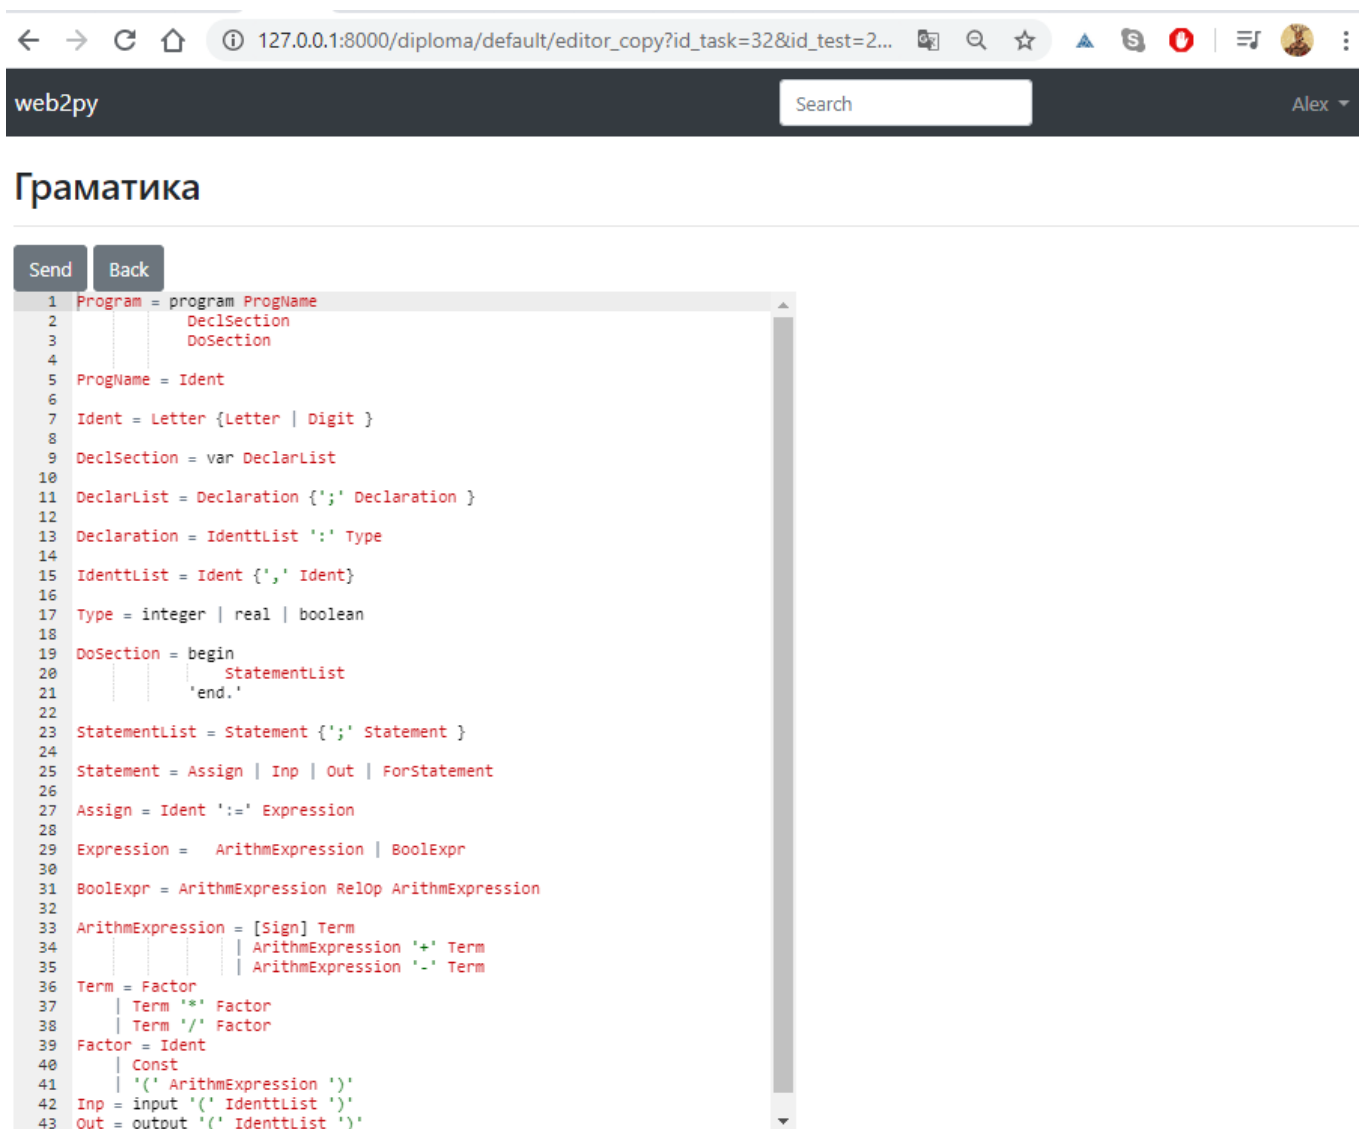 127.0.0.1:8000/diploma/default/editor_copy?id_task=32&id_test=2...
web2py
Search
Alex
Граматика
Send Back
1 Program = program ProgName
2 DeclSection
3 DoSection
4
5 ProgName = Ident
6
7 Ident = Letter {Letter | Digit }
8
9 DeclSection = var DeclarList
10
11 DeclarList = Declaration {';' Declaration }
12
13 Declaration = IdenttList ':' Type
14
15 IdenttList = Ident {',' Ident}
16
17 Type = integer | real | boolean
18
19 DoSection = begin
20 StatementList
21 'end.'
22
23 StatementList = Statement {';' Statement }
24
25 Statement = Assign | Inp | Out | ForStatement
26
27 Assign = Ident ':=' Expression
28
29 Expression =   ArithmExpression | BoolExpr
30
31 BoolExpr = ArithmExpression RelOp ArithmExpression
32
33 ArithmExpression = [Sign] Term
34 | ArithmExpression '+' Term
35 | ArithmExpression '-' Term
36 Term = Factor
37 | Term '*' Factor
38 | Term '/' Factor
39 Factor = Ident
40 | Const
41 | '(' ArithmExpression ')'
42 Inp = input '(' IdenttList ')'
43 Out = output '(' IdenttList ')'